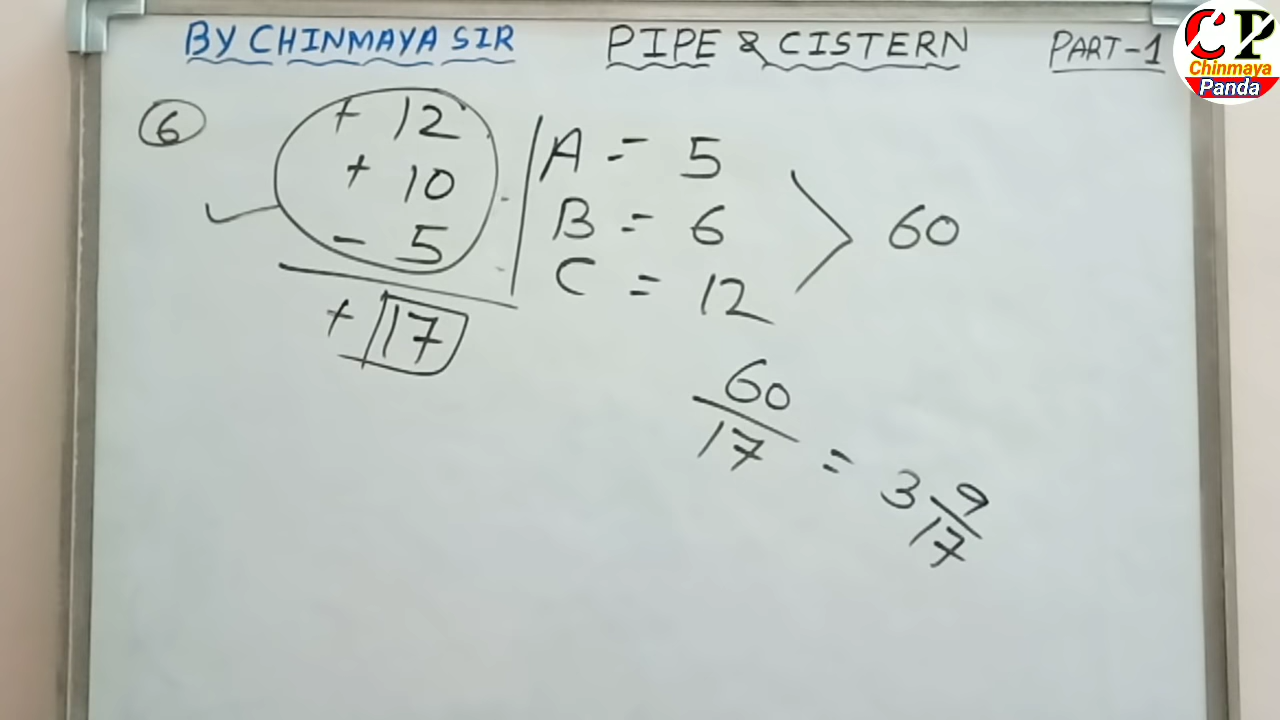 BY CHINMAYA SIR PIPE & CISTERN PART-1
CP
Chinmaya
Panda
6
+ 12
+ 10
- 5
+ 17
A = 5
B = 6
C = 12
60
60/17 = 3 9/17